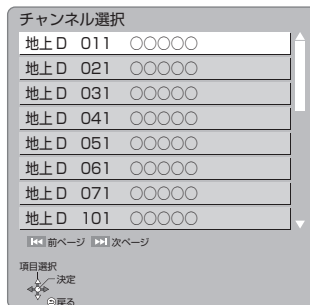 チャンネル選択
地上D 011 ○○○○○
地上D 021 ○○○○○
地上D 031 ○○○○○
地上D 041 ○○○○○
地上D 051 ○○○○○
地上D 061 ○○○○○
地上D 071 ○○○○○
地上D 101 ○○○○○
前ページ 次ページ
項目選択
決定
戻る